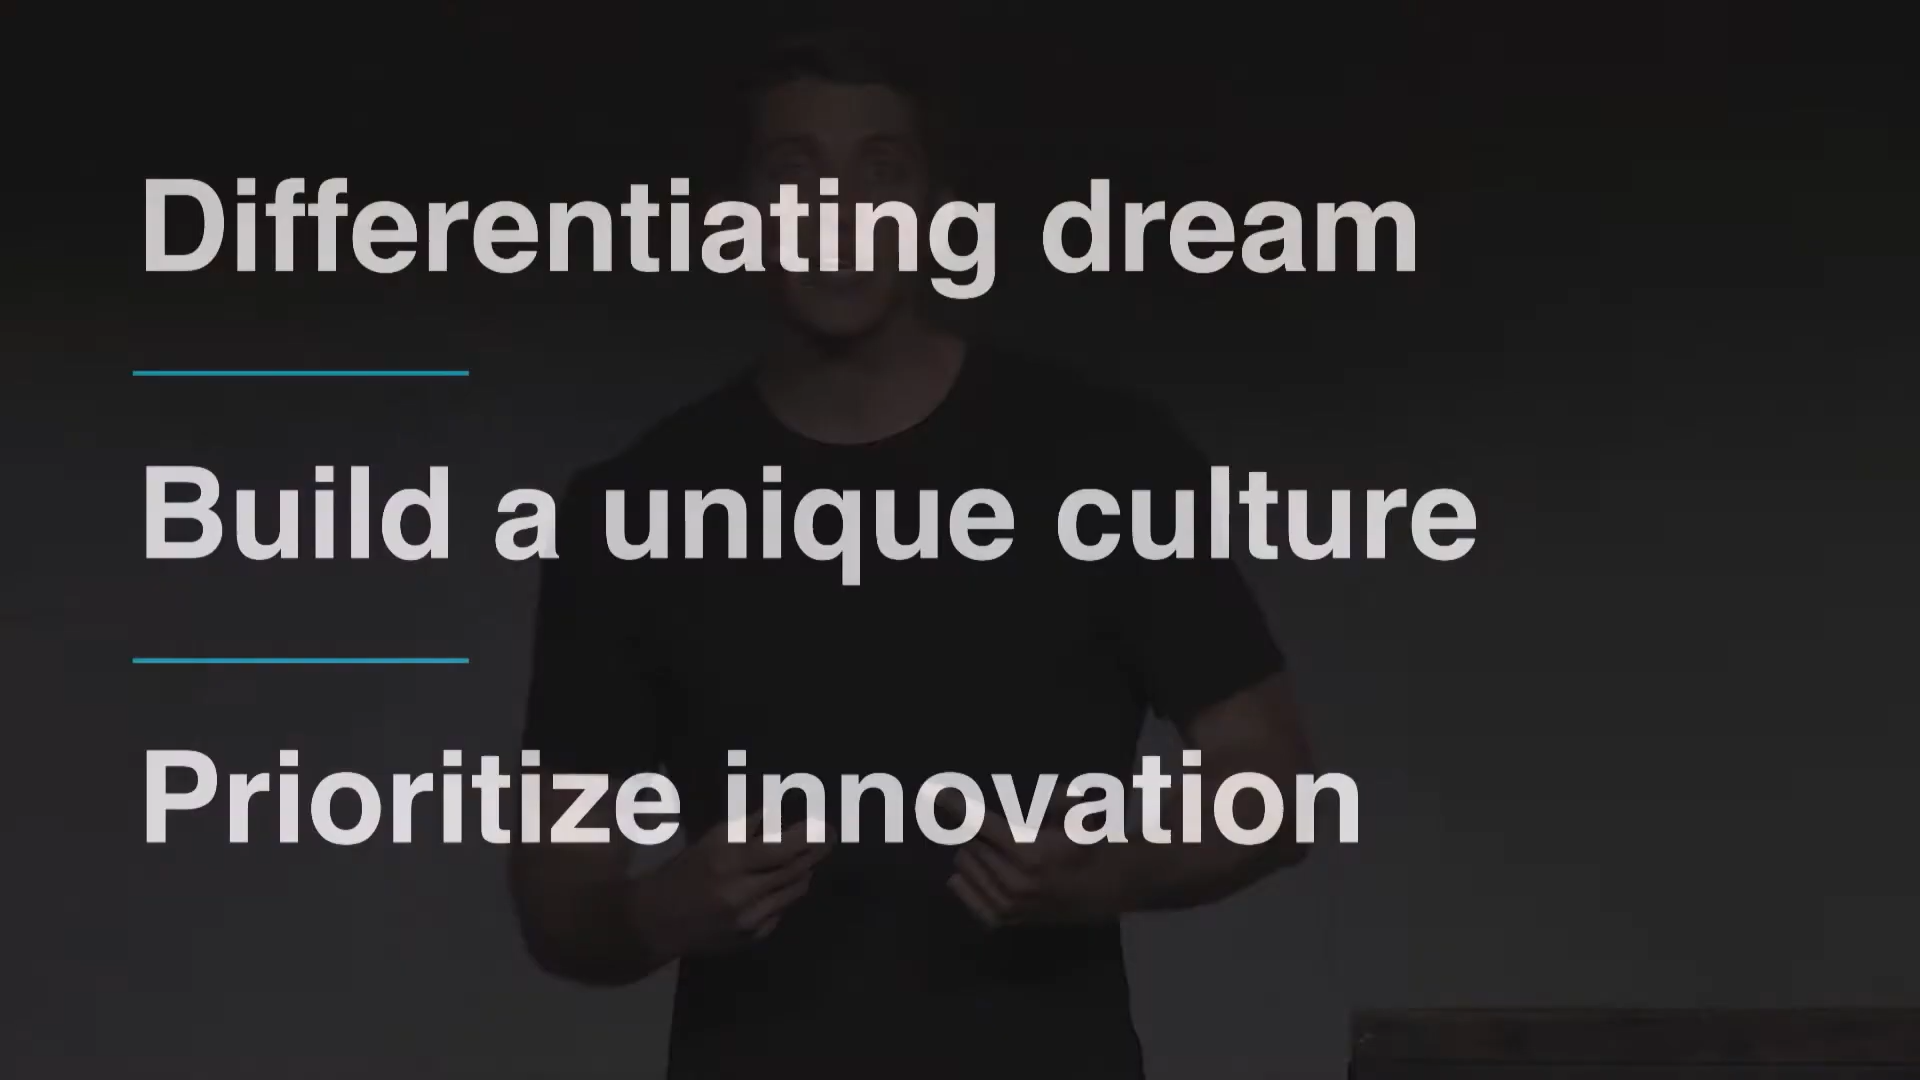 Differentiating dream
Build a unique culture
Prioritize innovation